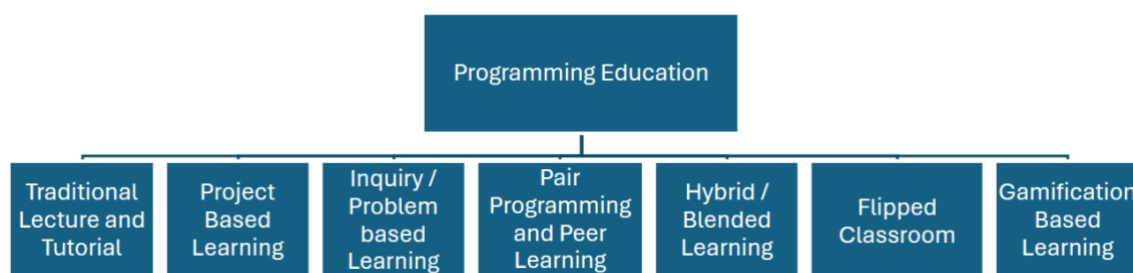 Programming Education
Traditional
Lecture and
Tutorial
Project
Based
Learning
Inquiry /
Problem
based
Learning
Pair
Programming
and Peer
Learning
Hybrid /
Blended
Learning
Flipped
Classroom
Gamification
Based
Learning